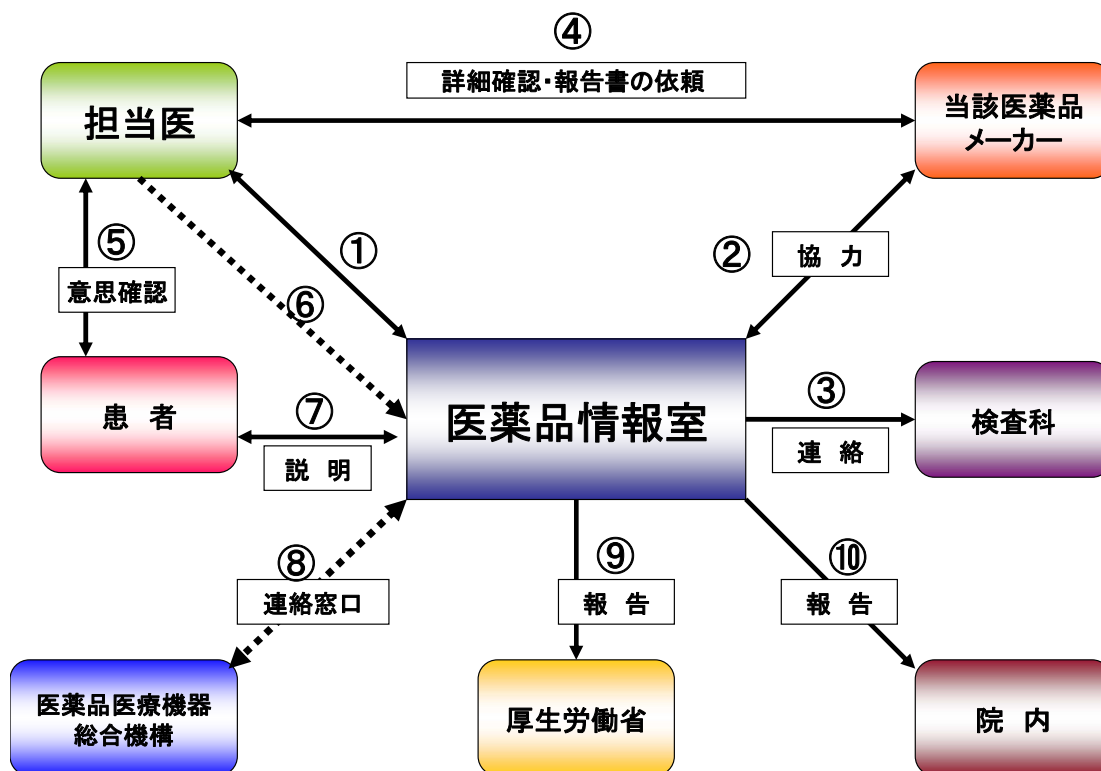 ④
詳細確認・報告書の依頼
担当医
当該医薬品
メーカー
⑤
意思確認
①
②
協 力
⑥
患 者
⑦
説 明
医薬品情報室
③
連 絡
検査科
⑧
連絡窓口
⑨
報 告
⑩
報 告
医薬品医療機器
総合機構
厚生労働省
院 内